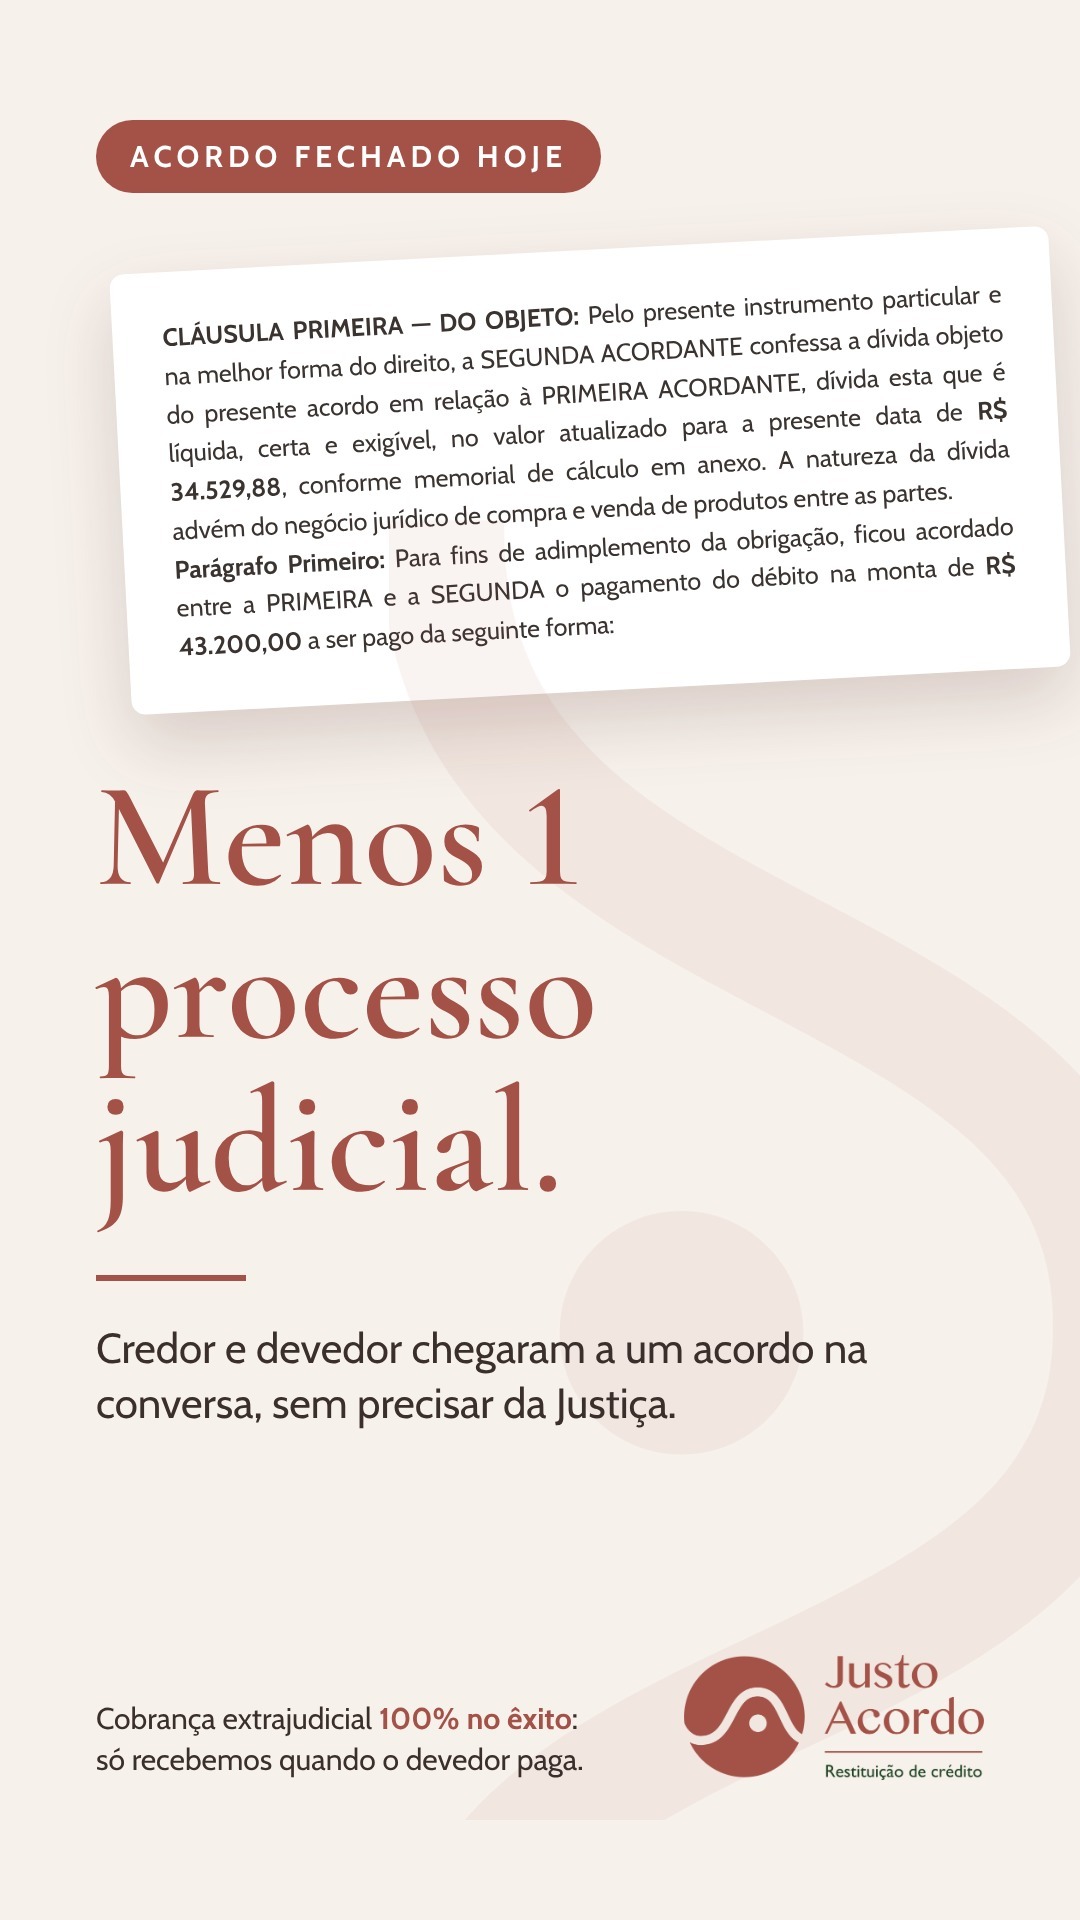 ACORDO FECHADO HOJE
CLÁUSULA PRIMEIRA — DO OBJETO: Pelo presente instrumento particular e
na melhor forma do direito, a SEGUNDA ACORDANTE confessa a dívida objeto
do presente acordo em relação à PRIMEIRA ACORDANTE, dívida esta que é
líquida, certa e exigível, no valor atualizado para a presente data de R$
34.529,88, conforme memorial de cálculo em anexo. A natureza da dívida
advém do negócio jurídico de compra e venda de produtos entre as partes.
Parágrafo Primeiro: Para fins de adimplemento da obrigação, ficou acordado
entre a PRIMEIRA e a SEGUNDA o pagamento do débito na monta de R$
43.200,00 a ser pago da seguinte forma:
Menos 1
processo
judicial.
Credor e devedor chegaram a um acordo na
conversa, sem precisar da Justiça.
Cobrança extrajudicial 100% no êxito:
só recebemos quando o devedor paga.
Justo
Acordo
Restituição de crédito